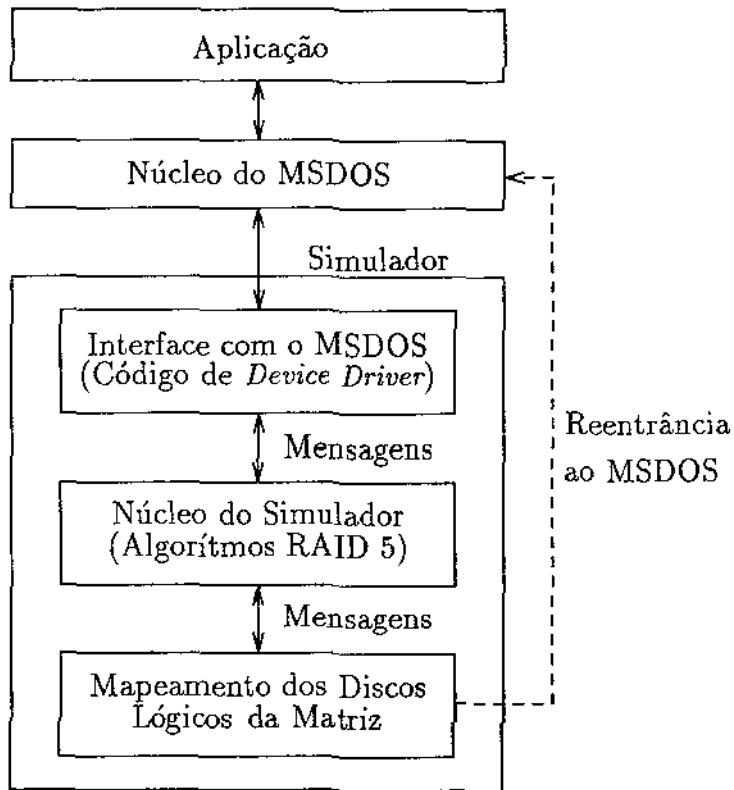 Aplicação
Núcleo do MSDOS
Simulador
Interface com o MSDOS
(Código de Device Driver)
Mensagens
Reentrância
ao MSDOS
Núcleo do Simulador
(Algorítmos RAID 5)
Mensagens
Mapeamento dos Discos
Lógicos da Matriz